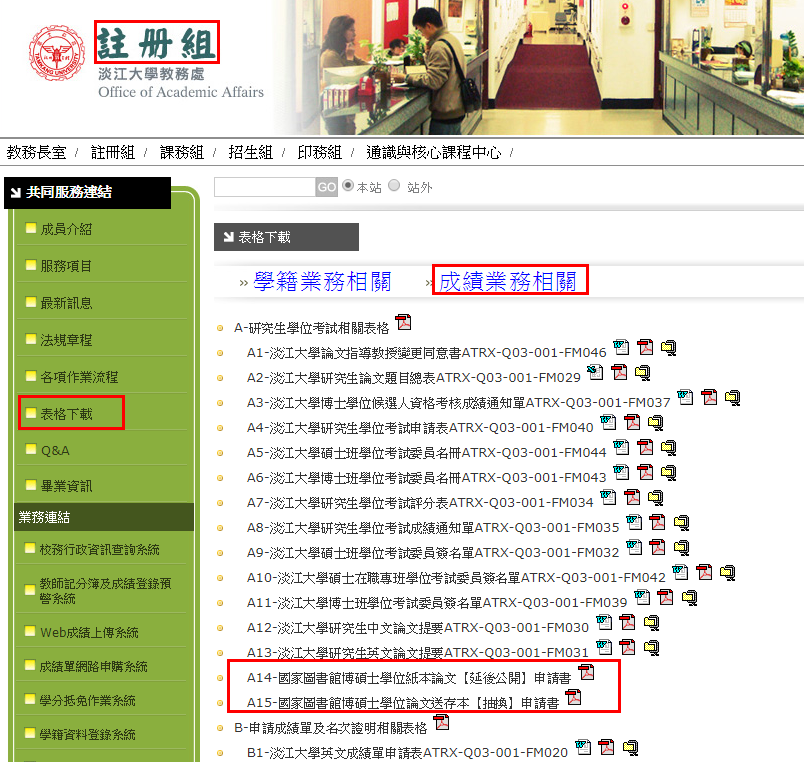 註冊組
淡江大學教務處
Office of Academic Affairs
教務長室 / 註冊組 / 課務組 / 招生組 / 印務組 / 通識與核心課程中心 /
共同服務連結
GO 本站 站外
成員介紹
服務項目
最新訊息
法規章程
各項作業流程
表格下載
Q&A
畢業資訊
業務連結
校務行政資訊查詢系統
教師記分簿及成績登錄預
警系統
Web成績上傳系統
成績單網路申購系統
學分抵免作業系統
學籍資料登錄系統
表格下載
» 學籍業務相關 » 成績業務相關
A-研究生學位考試相關表格
A1-淡江大學論文指導教授變更同意書ATRX-Q03-001-FM046
A2-淡江大學研究生論文題目總表ATRX-Q03-001-FM029
A3-淡江大學博士學位候選人資格考核成績通知單ATRX-Q03-001-FM037
A4-淡江大學研究生學位考試申請表ATRX-Q03-001-FM040
A5-淡江大學碩士班學位考試委員名冊ATRX-Q03-001-FM044
A6-淡江大學博士班學位考試委員名冊ATRX-Q03-001-FM043
A7-淡江大學研究生學位考試評分表ATRX-Q03-001-FM034
A8-淡江大學研究生學位考試成績通知單ATRX-Q03-001-FM035
A9-淡江大學碩士班學位考試委員簽名單ATRX-Q03-001-FM032
A10-淡江大學碩士在職專班學位考試委員簽名單ATRX-Q03-001-FM042
A11-淡江大學博士班學位考試委員簽名單ATRX-Q03-001-FM039
A12-淡江大學研究生中文論文提要ATRX-Q03-001-FM030
A13-淡江大學研究生英文論文提要ATRX-Q03-001-FM031
A14-國家圖書館博碩士學位紙本論文【延後公開】申請書
A15-國家圖書館博碩士學位論文送存本【抽換】申請書
B-申請成績單及名次證明相關表格
B1-淡江大學英文成績單申請表ATRX-Q03-001-FM020